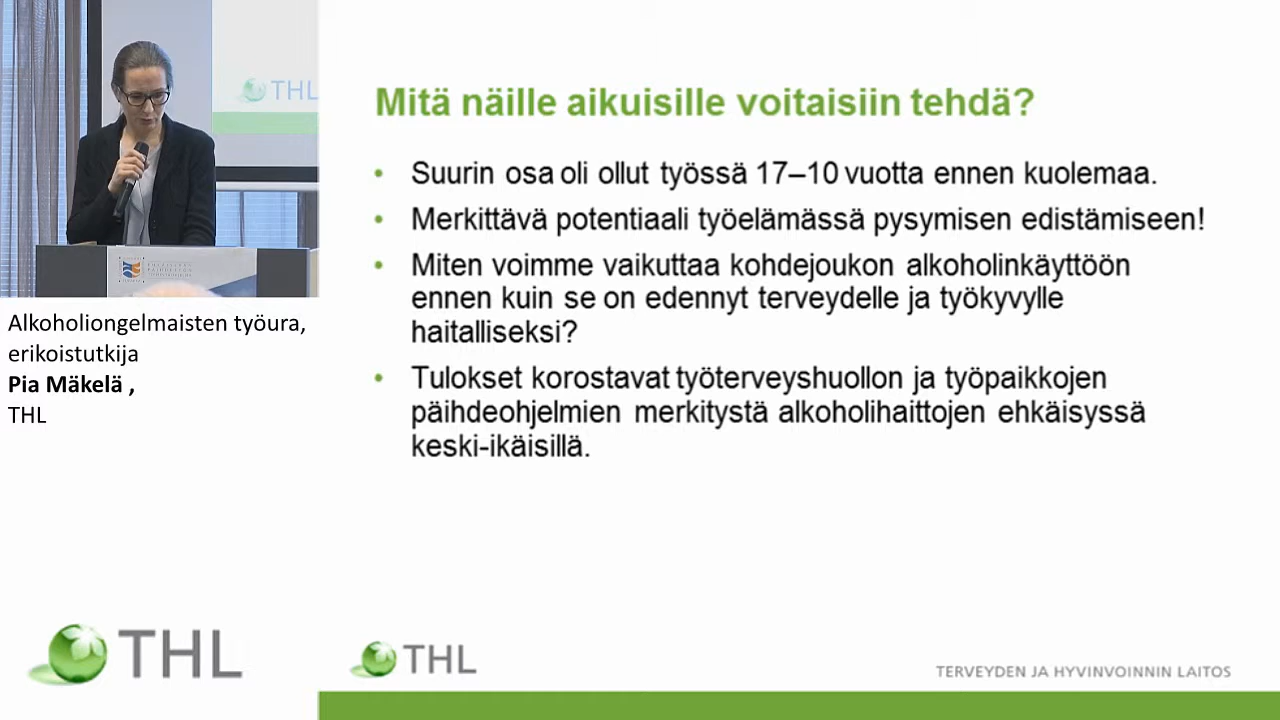 THL
Alkoholiongelmaisten työura,
erikoistutkija
Pia Mäkelä ,
THL
THL
Mitä näille aikuisille voitaisiin tehdä?
• Suurin osa oli ollut työssä 17–10 vuotta ennen kuolemaa.
• Merkittävä potentiaali työelämässä pysymisen edistämiseen!
• Miten voimme vaikuttaa kohdejoukon alkoholinkäyttöön
ennen kuin se on edennyt terveydelle ja työkyvylle
haitalliseksi?
• Tulokset korostavat työterveyshuollon ja työpaikkojen
päihdeohjelmien merkitystä alkoholihaittojen ehkäisyssä
keski-ikäisillä.
THL
TERVEYDEN JA HYVINVOINNIN LAITOS